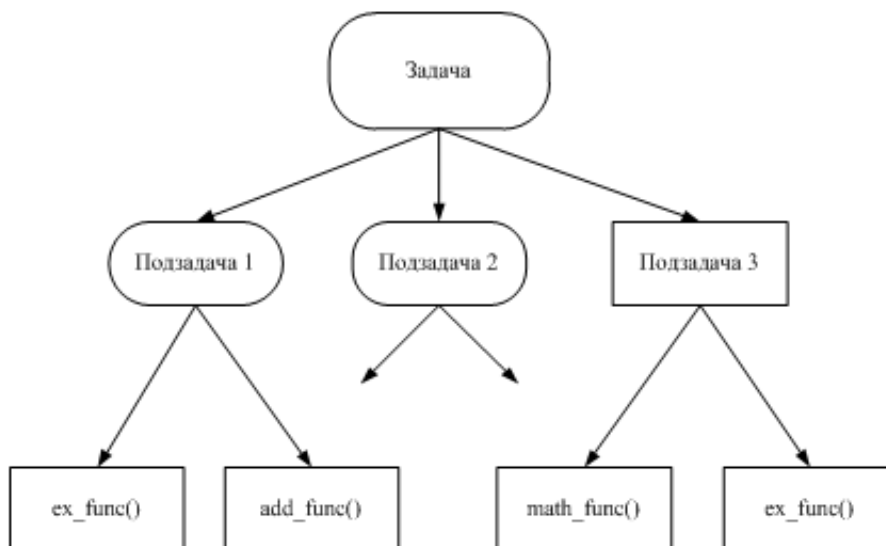 Задача
Подзадача 1
Подзадача 2
Подзадача 3
ex_func()
add_func()
math_func()
ex_func()